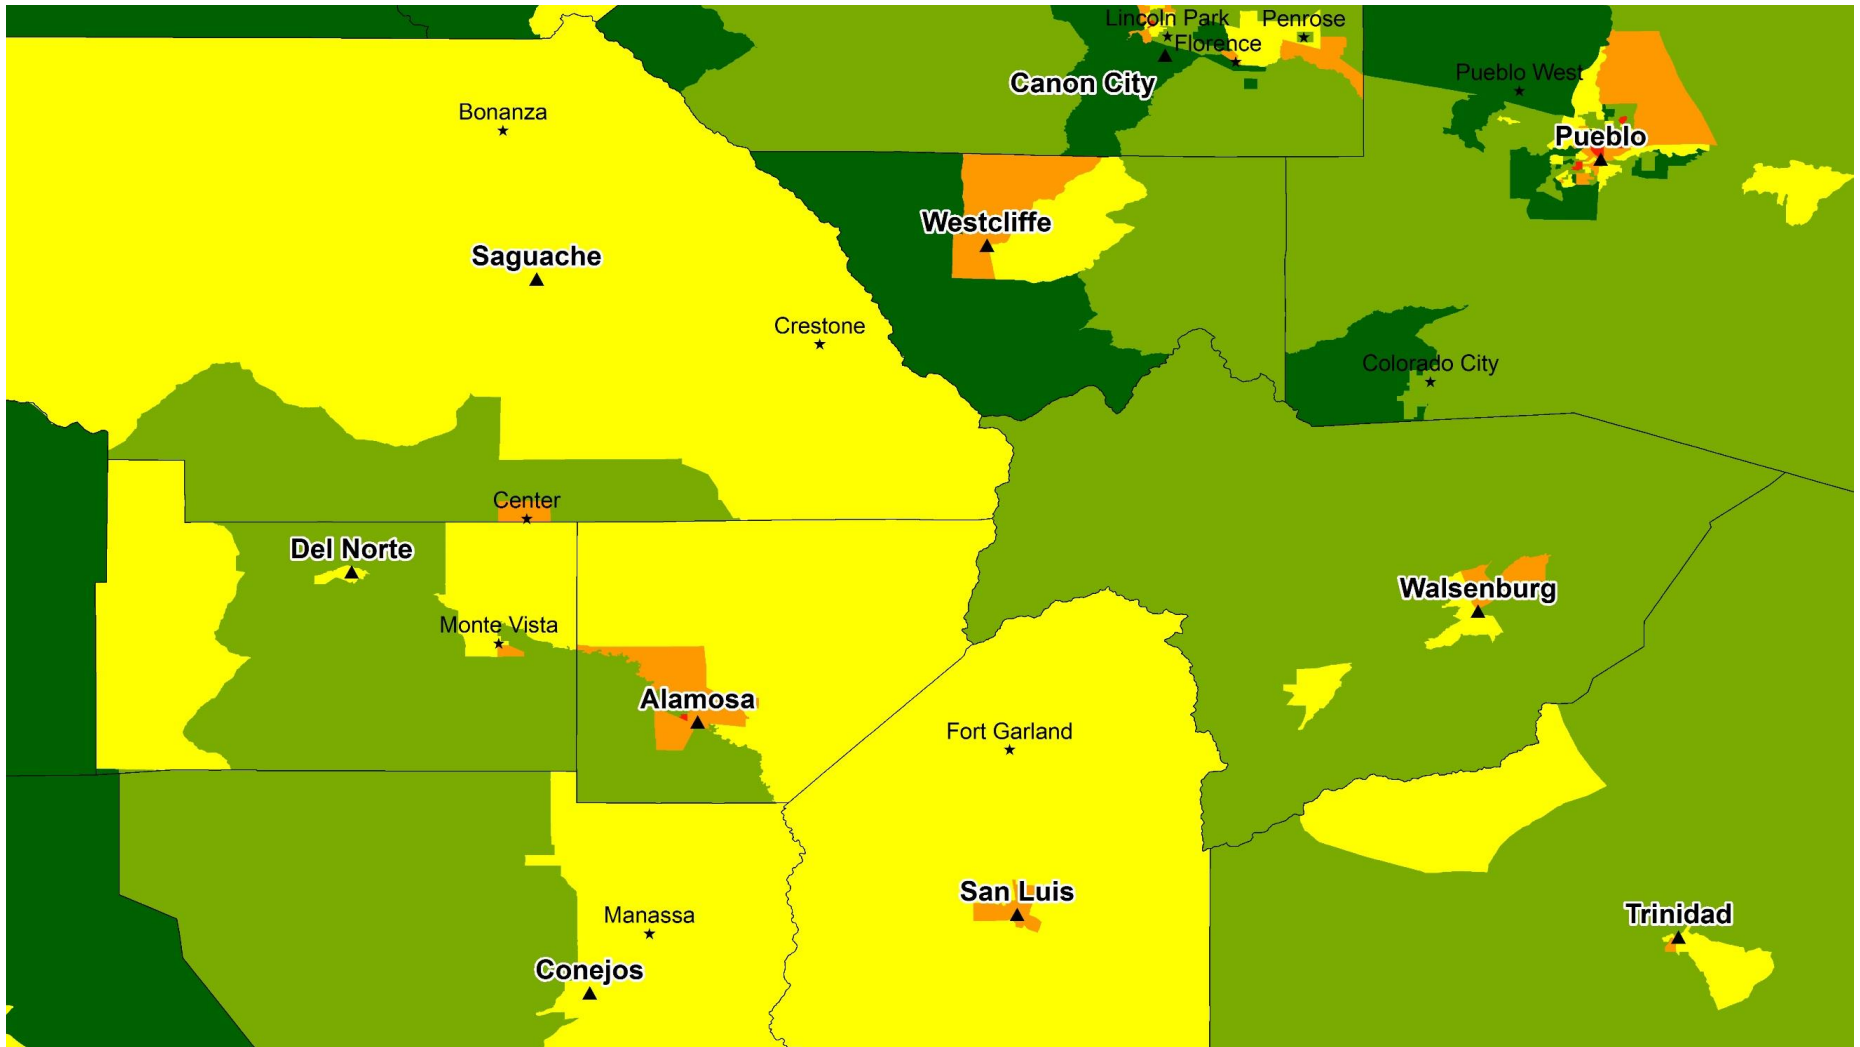 Lincoln Park
Penrose
Florence
Canon City
Pueblo West
Bonanza
Pueblo
Westcliffe
Saguache
Crestone
Colorado City
Center
Del Norte
Walsenburg
Monte Vista
Alamosa
Fort Garland
San Luis
Manassa
Trinidad
Conejos